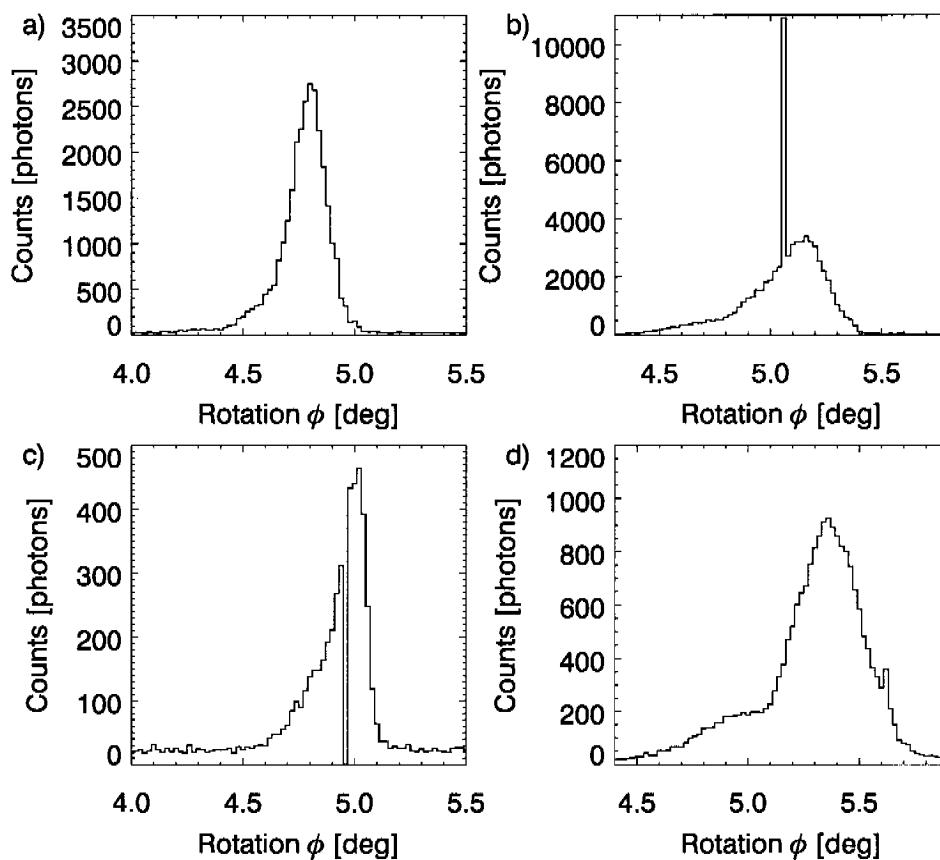 a)
3500
3000
2500
2000
1500
1000
500
0
Counts [photons]
4.0 4.5 5.0 5.5
Rotation ϕ [deg]
b)
10000
8000
6000
4000
2000
0
Counts [photons]
4.5 5.0 5.5
Rotation ϕ [deg]
c)
500
400
300
200
100
0
Counts [photons]
4.0 4.5 5.0 5.5
Rotation ϕ [deg]
d)
1200
1000
800
600
400
200
0
Counts [photons]
4.5 5.0 5.5
Rotation ϕ [deg]